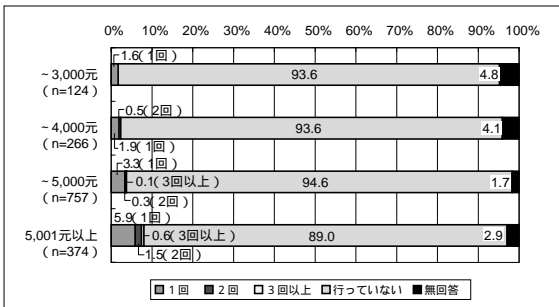 0% 10% 20% 30% 40% 50% 60% 70% 80% 90% 100%
1.6(1回)
~3,000元
(n=124)
93.6 4.8
0.5(2回)
~4,000元
(n=266)
93.6 4.1
1.9(1回)
3.3(1回)
~5,000元
(n=757)
0.1(3回以上) 94.6 1.7
0.3(2回)
5.9(1回)
5,001元以上
(n=374)
0.6(3回以上) 89.0 2.9
1.5(2回)
1回 2回 3回以上 行っていない 無回答